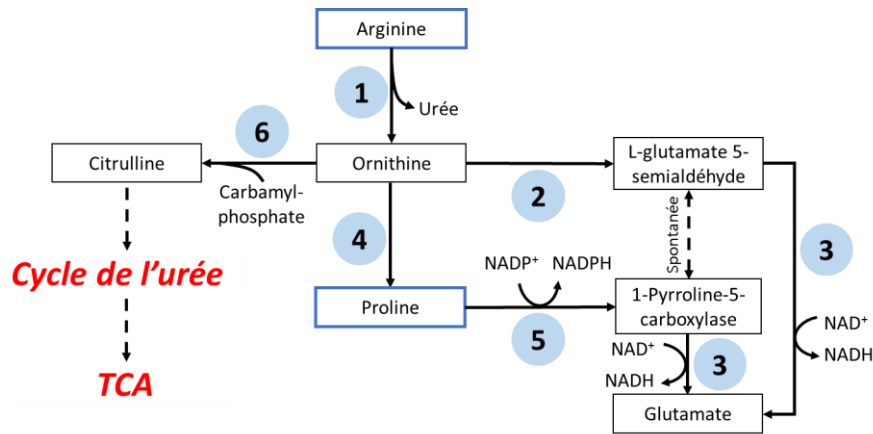 Arginine
1
Urée
6
Citrulline
Ornithine
L-glutamate 5-
semialdéhyde
Carbamyl-
phosphate
2
4
Spontanée
3
Cycle de l'urée
NADP+
NADPH
Proline
1-Pyrroline-5-
carboxylase
5
NAD+
NADH
NAD+
NADH
3
TCA
Glutamate